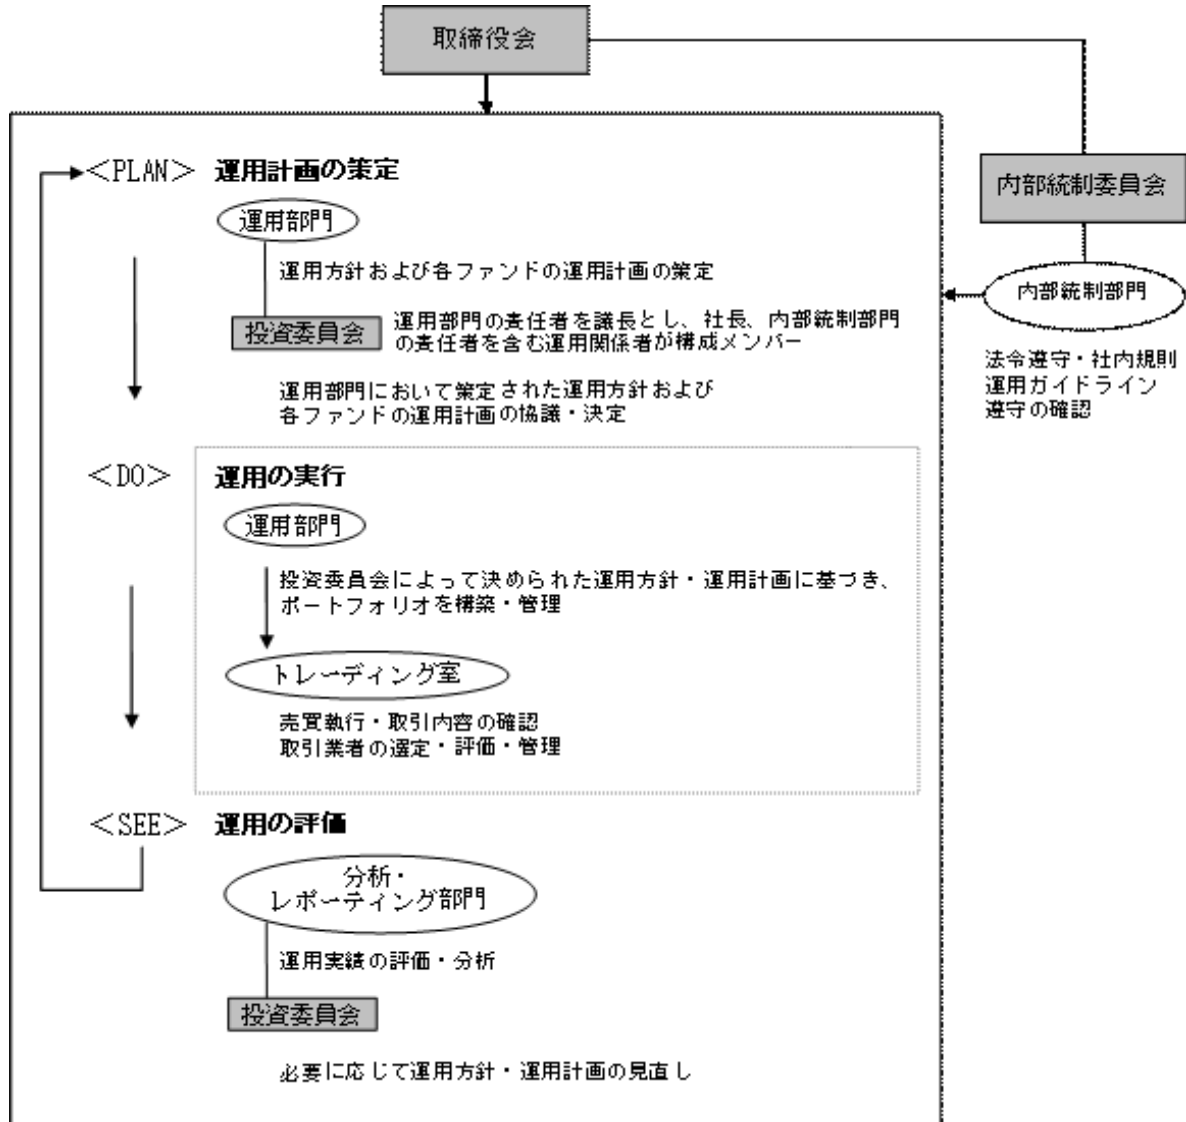 取締役会
<PLAN> 運用計画の策定
運用部門
運用方針および各ファンドの運用計画の策定
投資委員会
運用部門の責任者を議長とし、社長、内部統制部門
の責任者を含む運用関係者が構成メンバー
運用部門において策定された運用方針および
各ファンドの運用計画の協議・決定
<DO> 運用の実行
運用部門
投資委員会によって決められた運用方針・運用計画に基づき、
ポートフォリオを構築・管理
トレーディング室
売買執行・取引内容の確認
取引業者の選定・評価・管理
<SEE> 運用の評価
分析・
レポーティング部門
運用実績の評価・分析
投資委員会
必要に応じて運用方針・運用計画の見直し
内部統制委員会
内部統制部門
法令遵守・社内規則
運用ガイドライン
遵守の確認